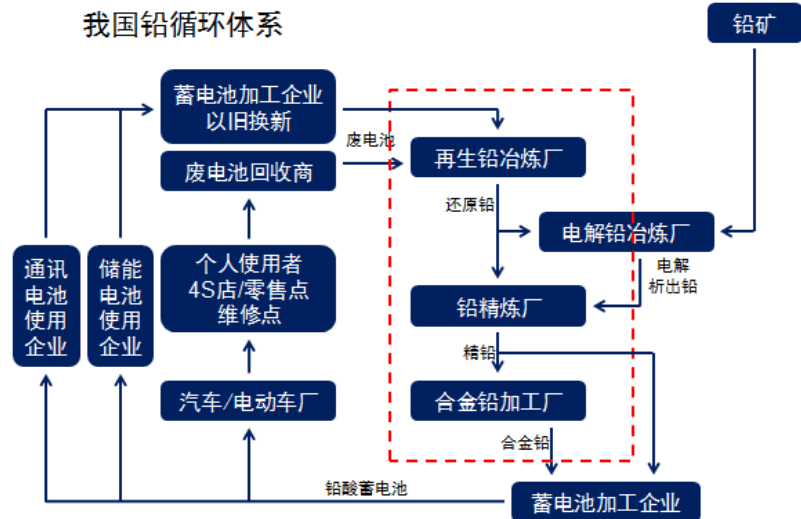 我国铅循环体系
铅矿
蓄电池加工企业
以旧换新
废电池
废电池回收商
再生铅冶炼厂
还原铅
电解铅冶炼厂
通讯
电池
使用
企业
储能
电池
使用
企业
个人使用者
4S店/零售点
维修点
电解
析出铅
铅精炼厂
精铅
汽车/电动车厂
合金铅加工厂
合金铅
铅酸蓄电池
蓄电池加工企业